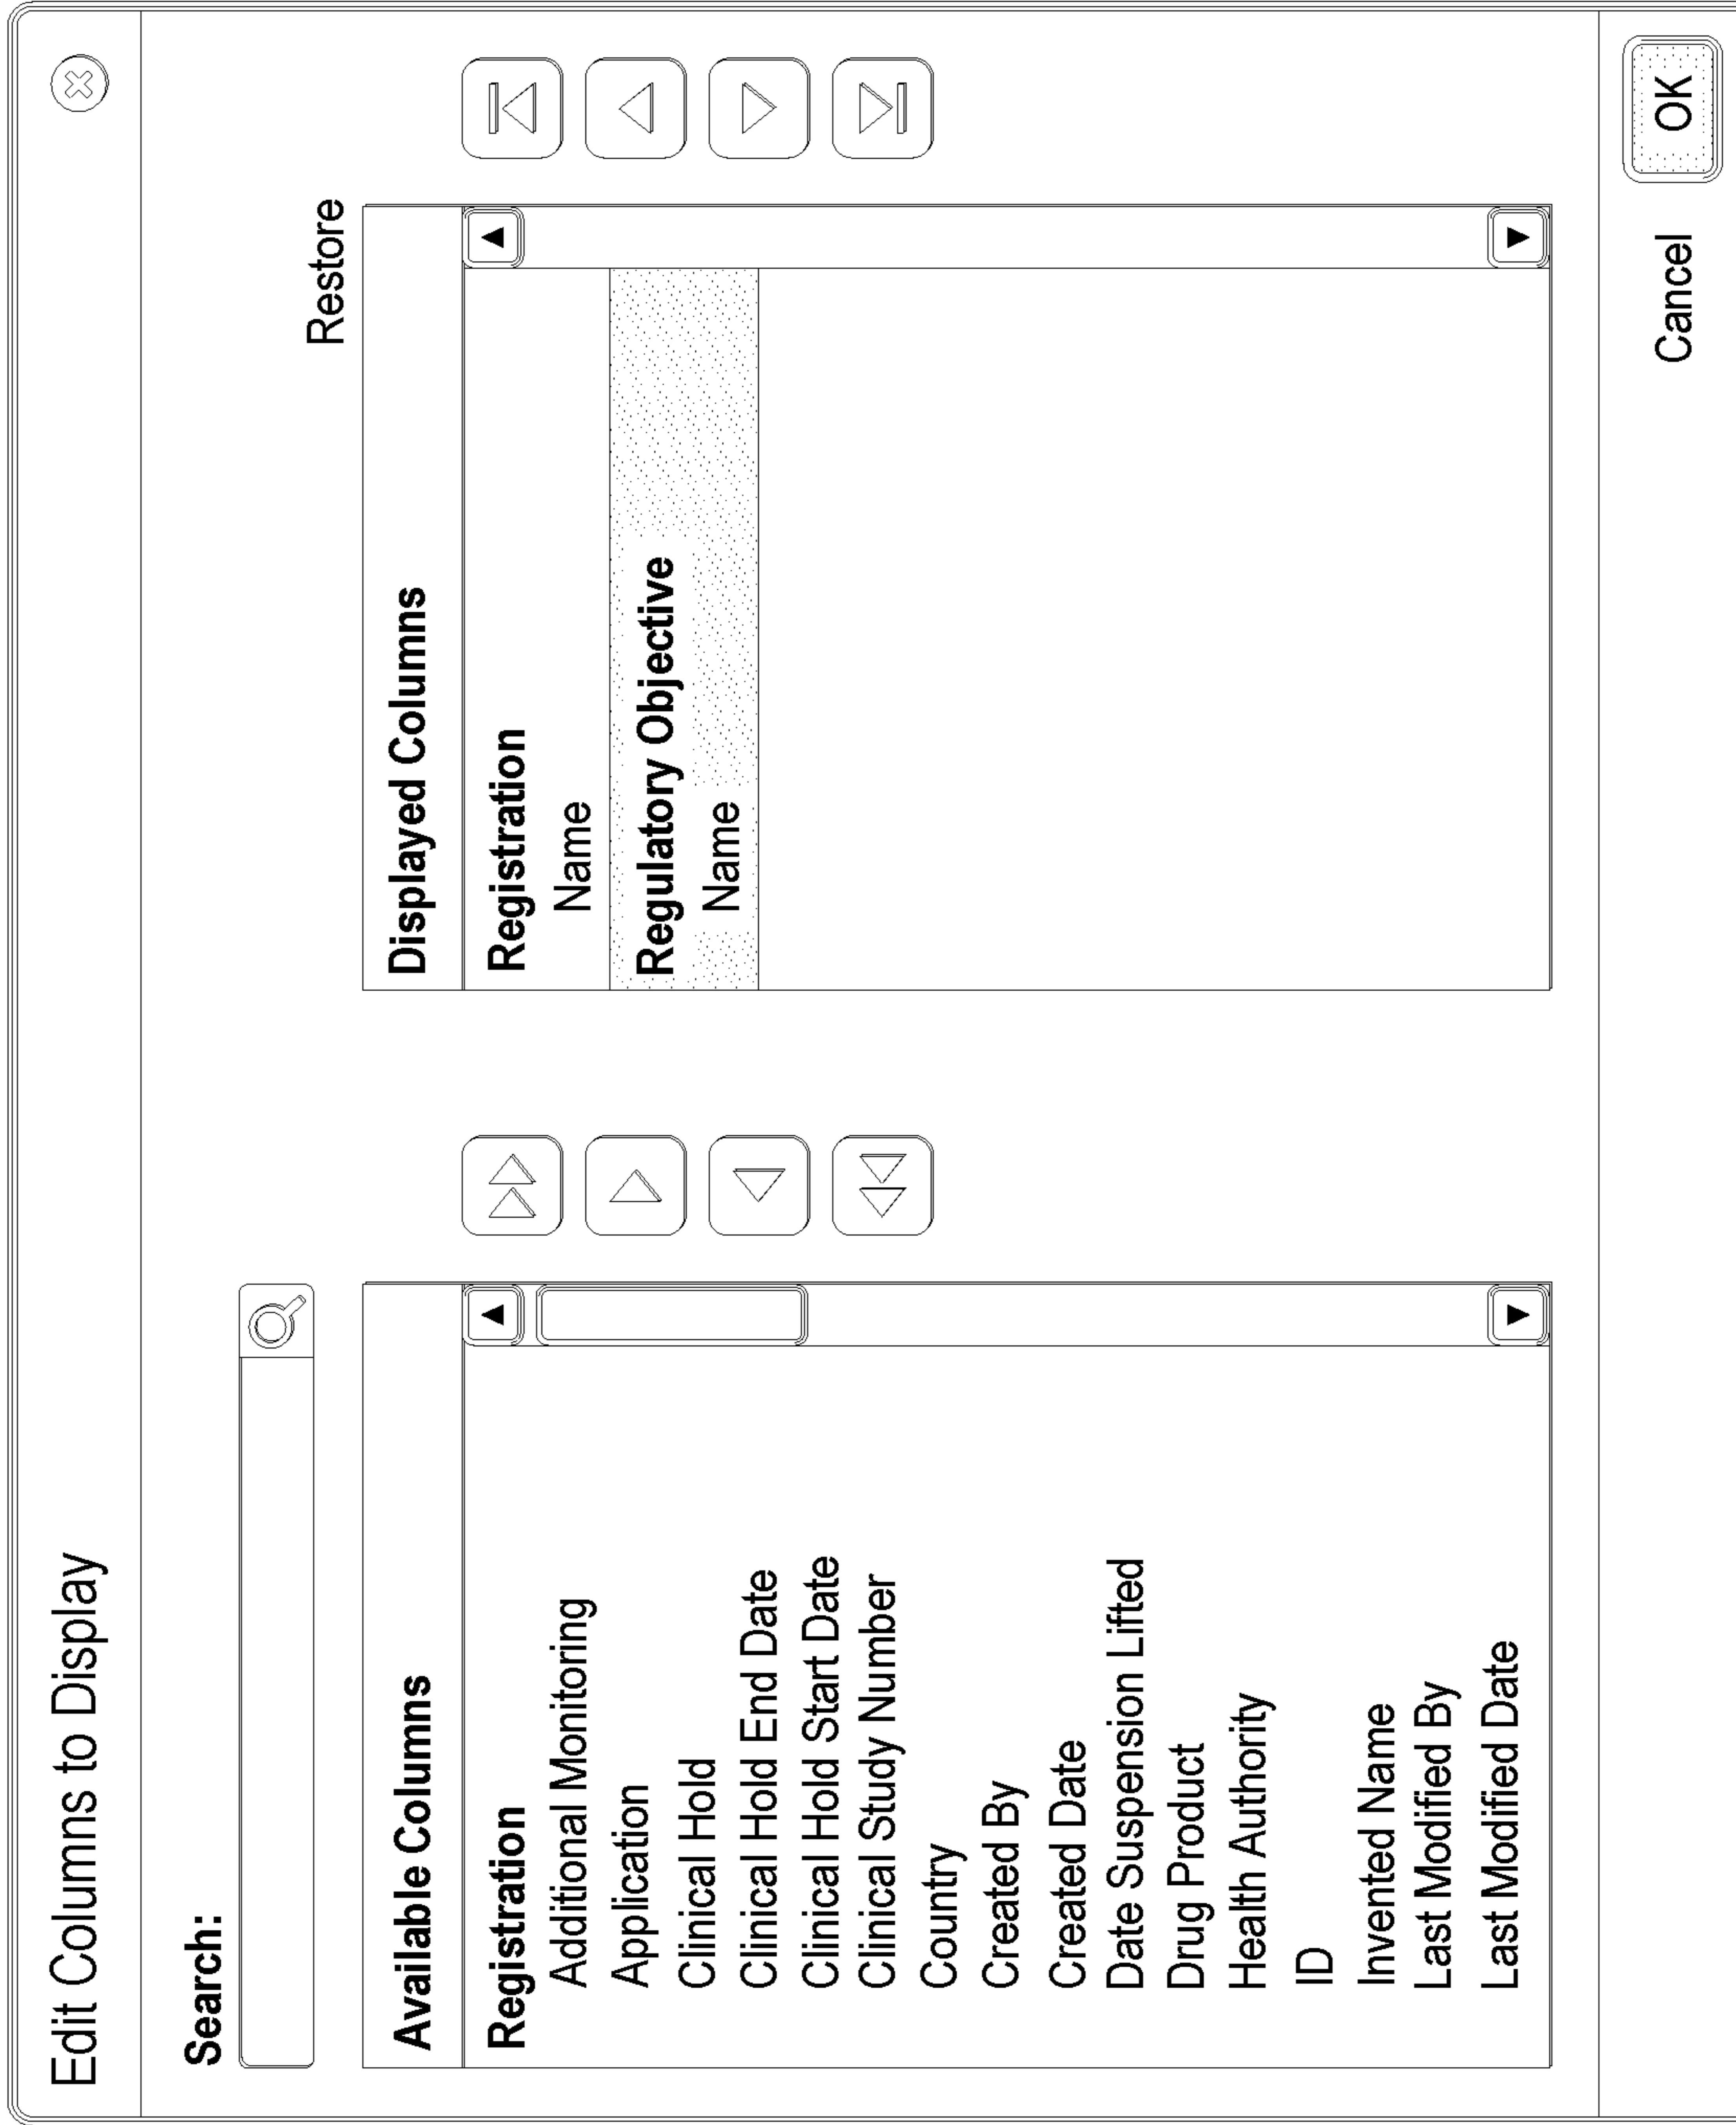 Edit Columns to Display
Search:
Restore
Available Columns
Registration
Additional Monitoring
Application
Clinical Hold
Clinical Hold End Date
Clinical Hold Start Date
Clinical Study Number
Country
Created By
Created Date
Date Suspension Lifted
Drug Product
Health Authority
ID
Invented Name
Last Modified By
Last Modified Date
Displayed Columns
Registration
Name
Regulatory Objective
Name
Cancel
OK